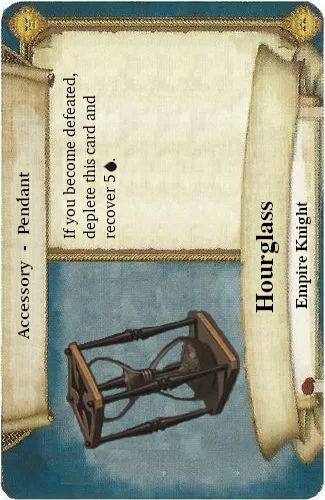 Accessory - Pendant
If you become defeated,
deplete this card and
recover 5♠.
Hourglass
Empire Knight